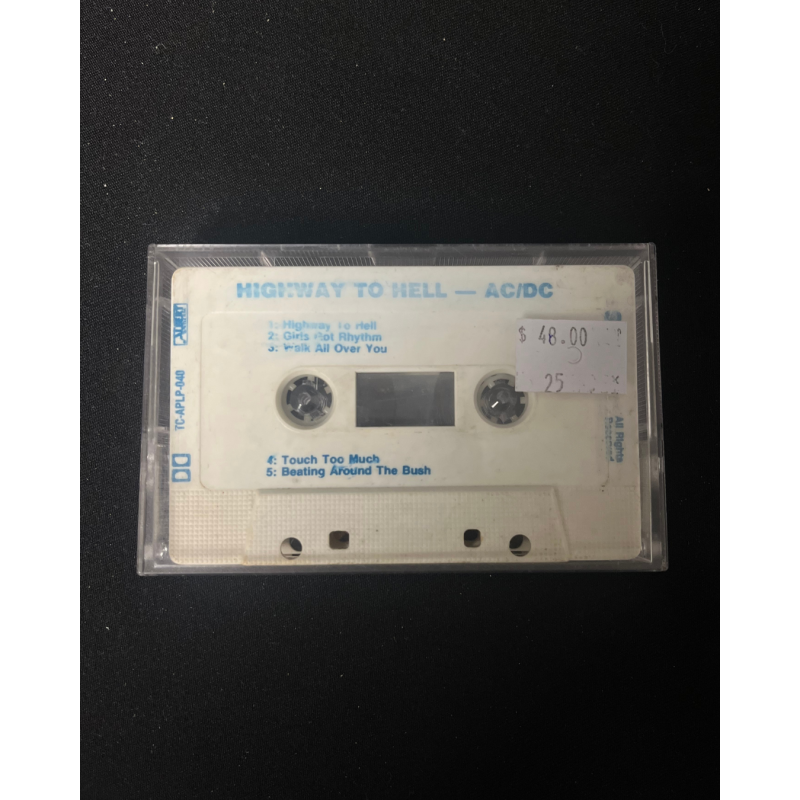 HIGHWAY TO HELL — AC/DC
1: Highway To Hell
2: Girls Got Rhythm
3: Walk All Over You
4: Touch Too Much
5: Beating Around The Bush
TC-APLP-040
$ 48.00
25
All Rights
Reserved